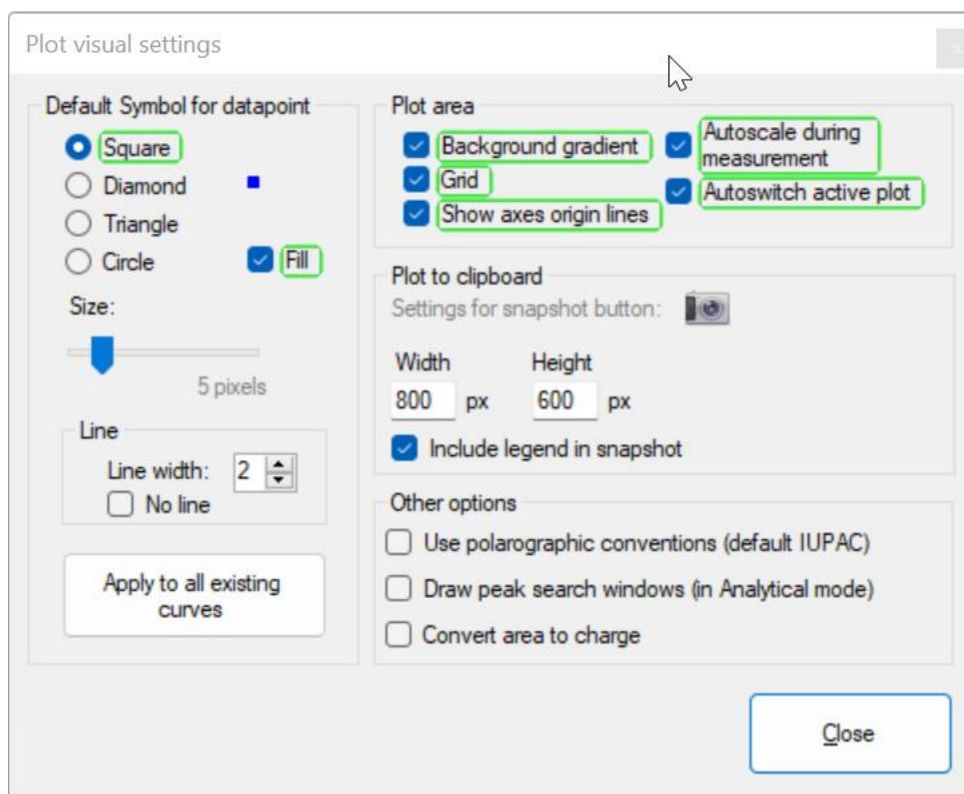 Plot visual settings
Default Symbol for datapoint
Square
Diamond
Triangle
Circle
Fill
Size:
5 pixels
Line
Line width: 2
No line
Apply to all existing
curves
Plot area
Background gradient
Grid
Show axes origin lines
Autoscale during
measurement
Autoswitch active plot
Plot to clipboard
Settings for snapshot button:
Width
Height
800 px
600 px
Include legend in snapshot
Other options
Use polarographic conventions (default IUPAC)
Draw peak search windows (in Analytical mode)
Convert area to charge
Close